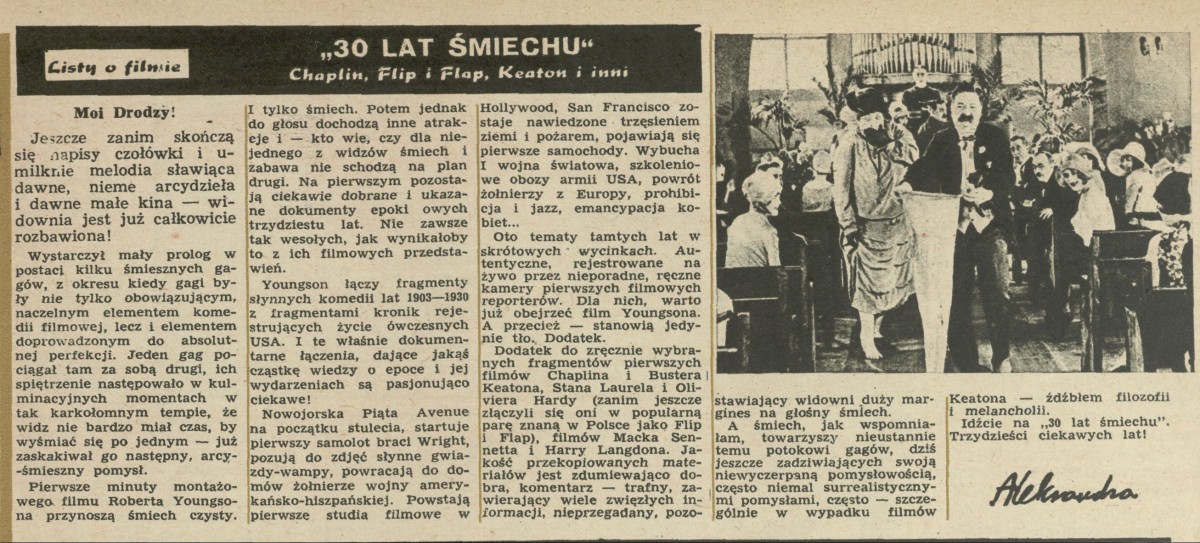 Listy o filmie
„30 LAT ŚMIECHU“
Chaplin, Flip i Flap, Keaton i inni
Moi Drodzy!
Jeszcze zanim skończą
się napisy czołówki i u-
milknie melodia sławiąca
dawne, nieme arcydzieła
i dawne małe kina — wi-
downia jest już całkowicie
rozbawiona!
Wystarczył mały prolog w
postaci kilku śmiesznych ga-
gów, z okresu kiedy gagi by-
ły nie tylko obowiązującym,
naczelnym elementem kome-
dii filmowej, lecz i elementem
doprowadzonym do absolut-
nej perfekcji. Jeden gag po-
ciągał tam za sobą drugi, ich
spiętrzenie następowało w kul-
minacyjnych momentach w
tak karkołomnym tempie, że
widz nie bardzo miał czas, by
wyśmiać się po jednym — już
zaskakiwał go następny, arcy-
-śmieszny pomysł.
Pierwsze minuty montażo-
wego filmu Roberta Youngso-
na przynoszą śmiech czysty.
I tylko śmiech. Potem jednak
do głosu dochodzą inne atrak-
cje i — kto wie, czy dla nie-
jednego z widzów śmiech i
zabawa nie schodzą na plan
drugi. Na pierwszym pozosta-
ją ciekawie dobrane i ukaza-
ne dokumenty epoki owych
trzydziestu lat. Nie zawsze
tak wesołych, jak wynikałoby
to z ich filmowych przedsta-
wień.
Youngson łączy fragmenty
słynnych komedii lat 1903—1930
z fragmentami kronik reje-
strujących życie ówczesnych
USA. I te właśnie dokumen-
tarne łączenia, dające jakąś
cząstkę wiedzy o epoce i jej
wydarzeniach są pasjonująco
ciekawe!
Nowojorska Piąta Avenue
na początku stulecia, startuje
pierwszy samolot braci Wright,
pozują do zdjęć słynne gwia-
zdy-wampy, powracają do do-
mów żołnierze wojny amery-
kańsko-hiszpańskiej. Powstają
pierwsze studia filmowe w
Hollywood, San Francisco zo-
staje nawiedzone trzęsieniem
ziemi i pożarem, pojawiają się
pierwsze samochody. Wybucha
I wojna światowa, szkolenio-
we obozy armii USA, powrót
żołnierzy z Europy, prohibi-
cja i jazz, emancypacja ko-
biet...
Oto tematy tamtych lat w
skrótowych wycinkach. Au-
tentyczne, rejestrowane na
żywo przez nieporadne, ręczne
kamery pierwszych filmowych
reporterów. Dla nich, warto
już obejrzeć film Youngsona.
A przecież — stanowią jedy-
nie tło. Dodatek.
Dodatek do zręcznie wybra-
nych fragmentów pierwszych
filmów Chaplina i Bustera
Keatona, Stana Laurela i Oli-
viera Hardy (zanim jeszcze
złączyli się oni w popularną
parę znaną w Polsce jako Flip
i Flap), filmów Macka Sen-
netta i Harry Langdona. Ja-
kość przekopiowanych mate-
riałów jest zdumiewająco do-
bra, komentarz — trafny, za-
wierający wiele zwięzłych in-
formacji, nieprzegadany, pozo-
stawiający widowni duży mar-
gines na głośny śmiech.
A śmiech, jak wspomnia-
łam, towarzyszy nieustannie
temu potokowi gagów, dziś
jeszcze zadziwiających swoją
niewyczerpaną pomysłowością,
często niemal surrealistyczny-
mi pomysłami, często — szcze-
gólnie w wypadku filmów
Keatona — źdźbłem filozofii
i melancholii.
Idźcie na „30 lat śmiechu".
Trzydzieści ciekawych lat!
Aleksandra